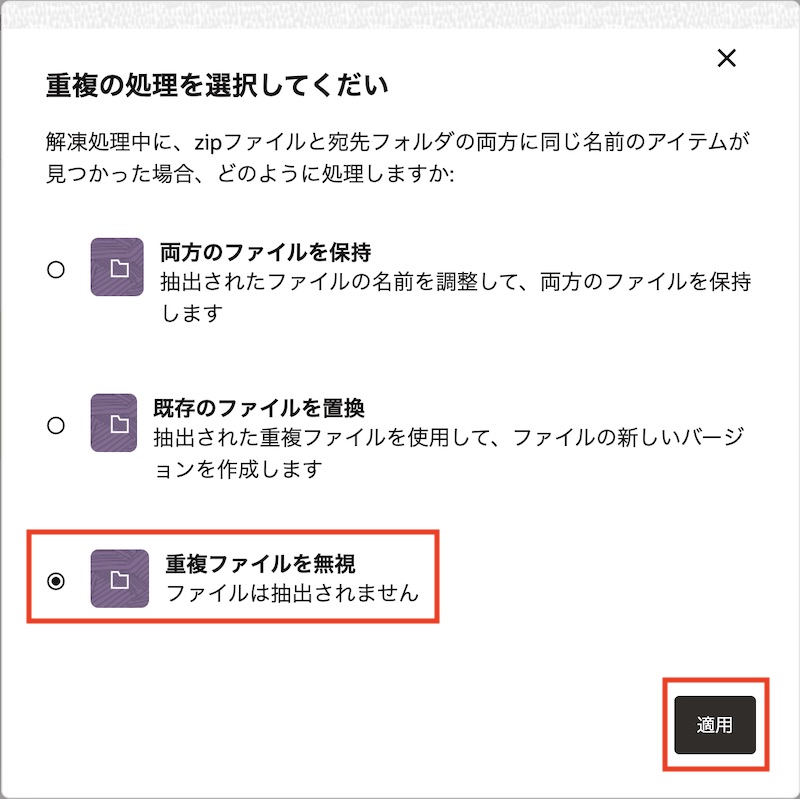 重複の処理を選択してくだい
解凍処理中に、zipファイルと宛先フォルダの両方に同じ名前のアイテムが
見つかった場合、どのように処理しますか:
両方のファイルを保持
抽出されたファイルの名前を調整して、両方のファイルを保持
します
既存のファイルを置換
抽出された重複ファイルを使用して、ファイルの新しいバージ
ョンを作成します
重複ファイルを無視
ファイルは抽出されません
適用